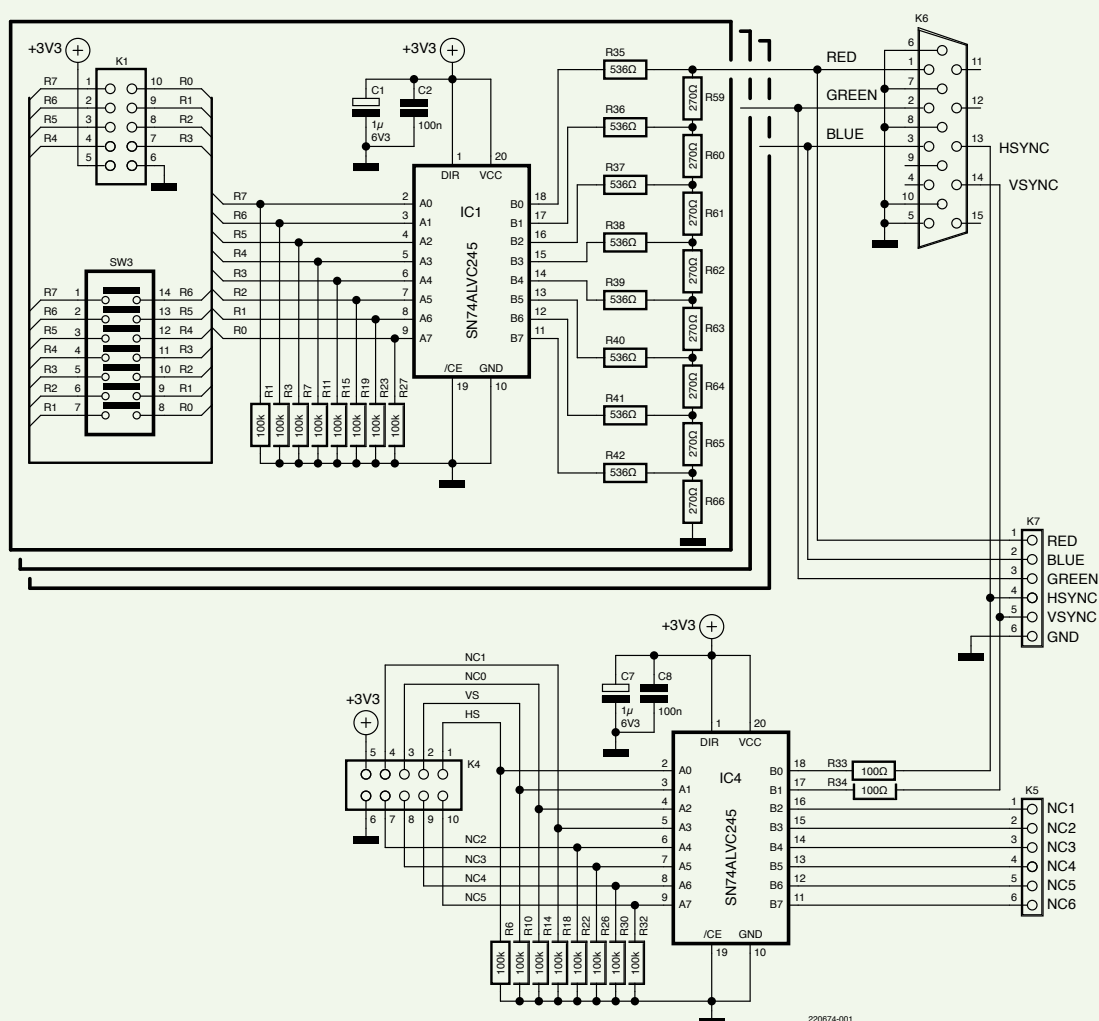 +3V3
K1
R7 1 10 R0
R6 2 9 R1
R5 3 8 R2
R4 4 7 R3
5 6
SW3
R7 1 14 R6
R6 2 13 R5
R5 3 12 R4
R4 4 11 R3
R3 5 10 R2
R2 6 9 R1
R1 7 8 R0
+3V3
C1
1µ
6V3
C2
100n
1 20
DIR VCC
IC1
SN74ALVC245
R7 2 A0 B0 18
R6 3 A1 B1 17
R5 4 A2 B2 16
R4 5 A3 B3 15
R3 6 A4 B4 14
R2 7 A5 B5 13
R1 8 A6 B6 12
R0 9 A7 B7 11
/CE GND
19 10
R1 R3 R7 R11 R15 R19 R23 R27
100k 100k 100k 100k 100k 100k 100k 100k
R35
536Ω
R36
536Ω
R37
536Ω
R38
536Ω
R39
536Ω
R40
536Ω
R41
536Ω
R42
536Ω
270Ω R59
270Ω R60
270Ω R61
270Ω R62
270Ω R63
270Ω R64
270Ω R65
270Ω R66
RED
GREEN
BLUE
K6
6
1 11
7
2 12
8
3 13 HSYNC
9
4 14 VSYNC
10
5 15
K7
1 RED
2 BLUE
3 GREEN
4 HSYNC
5 VSYNC
6 GND
+3V3
C7
1µ
6V3
C8
100n
NC1
NC0
VS
HS
+3V3
5 4 3 2 1
K4
6 7 8 9 10
NC2
NC3
NC4
NC5
1 20
DIR VCC
IC4
SN74ALVC245
2 A0 B0 18
3 A1 B1 17
4 A2 B2 16
5 A3 B3 15
6 A4 B4 14
7 A5 B5 13
8 A6 B6 12
9 A7 B7 11
/CE GND
19 10
R33
100Ω
R34
100Ω
K5
1 NC1
2 NC2
3 NC3
4 NC4
5 NC5
6 NC6
R6 R10 R14 R18 R22 R26 R30 R32
100k 100k 100k 100k 100k 100k 100k 100k
220674-001